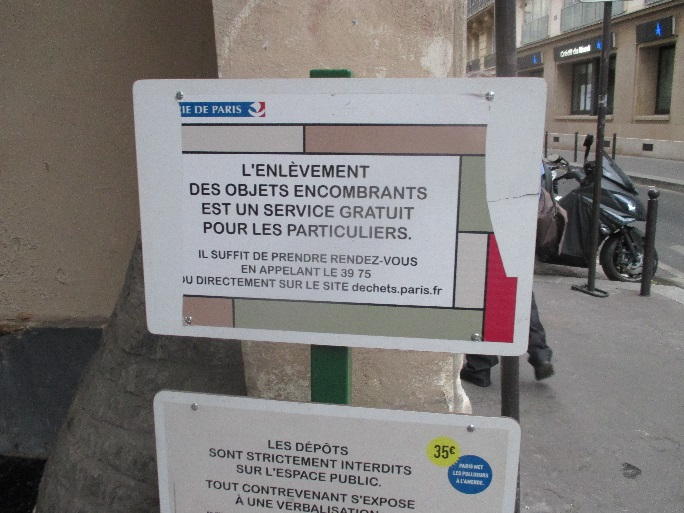 IE DE PARIS
L'ENLÈVEMENT
DES OBJETS ENCOMBRANTS
EST UN SERVICE GRATUIT
POUR LES PARTICULIERS.
IL SUFFIT DE PRENDRE RENDEZ-VOUS
EN APPELANT LE 39 75
OU DIRECTEMENT SUR LE SITE dechets.paris.fr
LES DÉPÔTS
SONT STRICTEMENT INTERDITS
SUR L'ESPACE PUBLIC.
TOUT CONTREVENANT S'EXPOSE
À UNE VERBALISATION
35€
PARIS MET
LES POLLUEURS
À L'AMENDE.